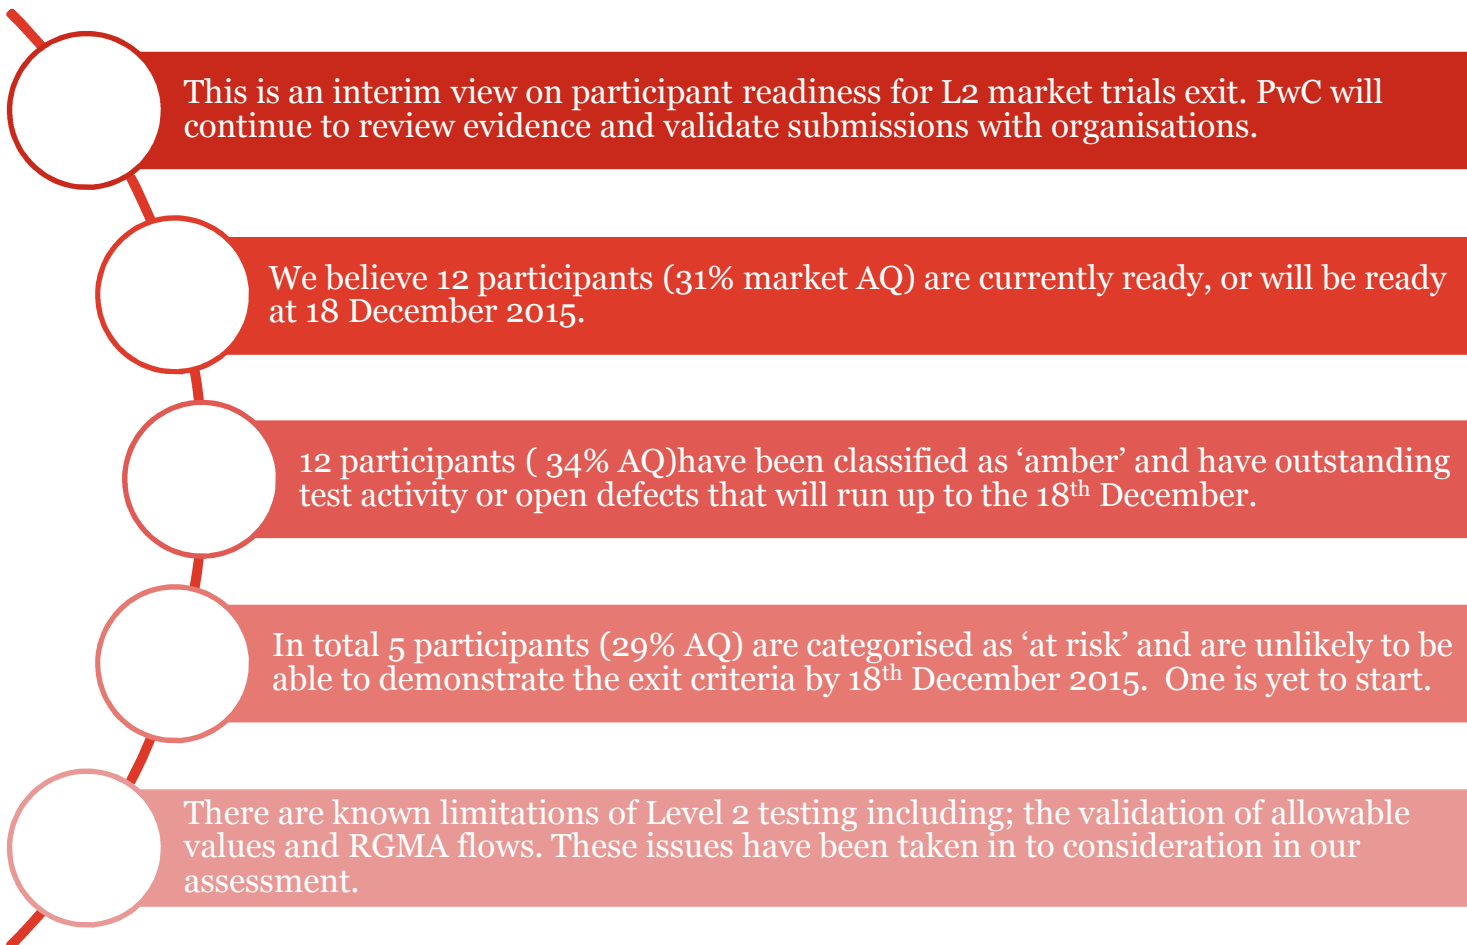 This is an interim view on participant readiness for L2 market trials exit. PwC will
continue to review evidence and validate submissions with organisations.
We believe 12 participants (31% market AQ) are currently ready, or will be ready
at 18 December 2015.
12 participants ( 34% AQ)have been classified as ‘amber’ and have outstanding
test activity or open defects that will run up to the 18th December.
In total 5 participants (29% AQ) are categorised as ‘at risk’ and are unlikely to be
able to demonstrate the exit criteria by 18th December 2015.  One is yet to start.
There are known limitations of Level 2 testing including; the validation of allowable
values and RGMA flows. These issues have been taken in to consideration in our
assessment.